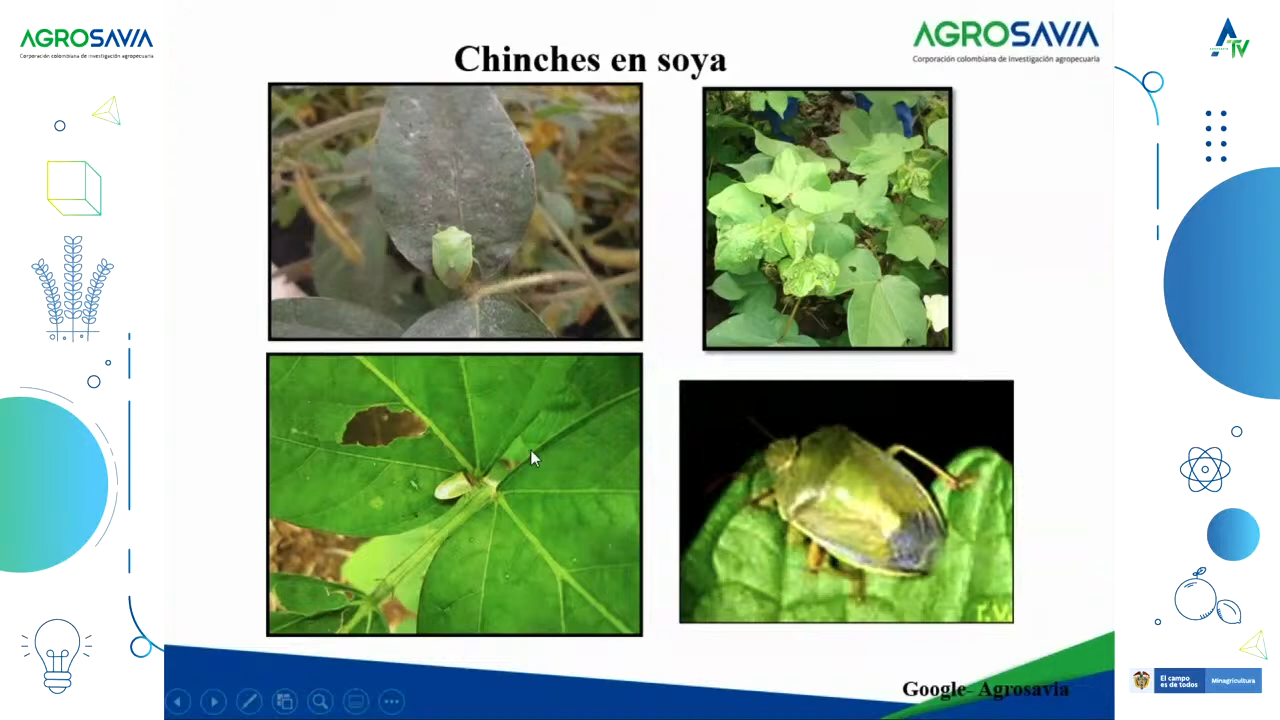 AGROSAVIA
Corporación colombiana de investigación agropecuaria
Chinches en soya
AGROSAVIA
Corporación colombiana de investigación agropecuaria
TV
Google- Agrosavia
El campo
es de todos
Minagricultura